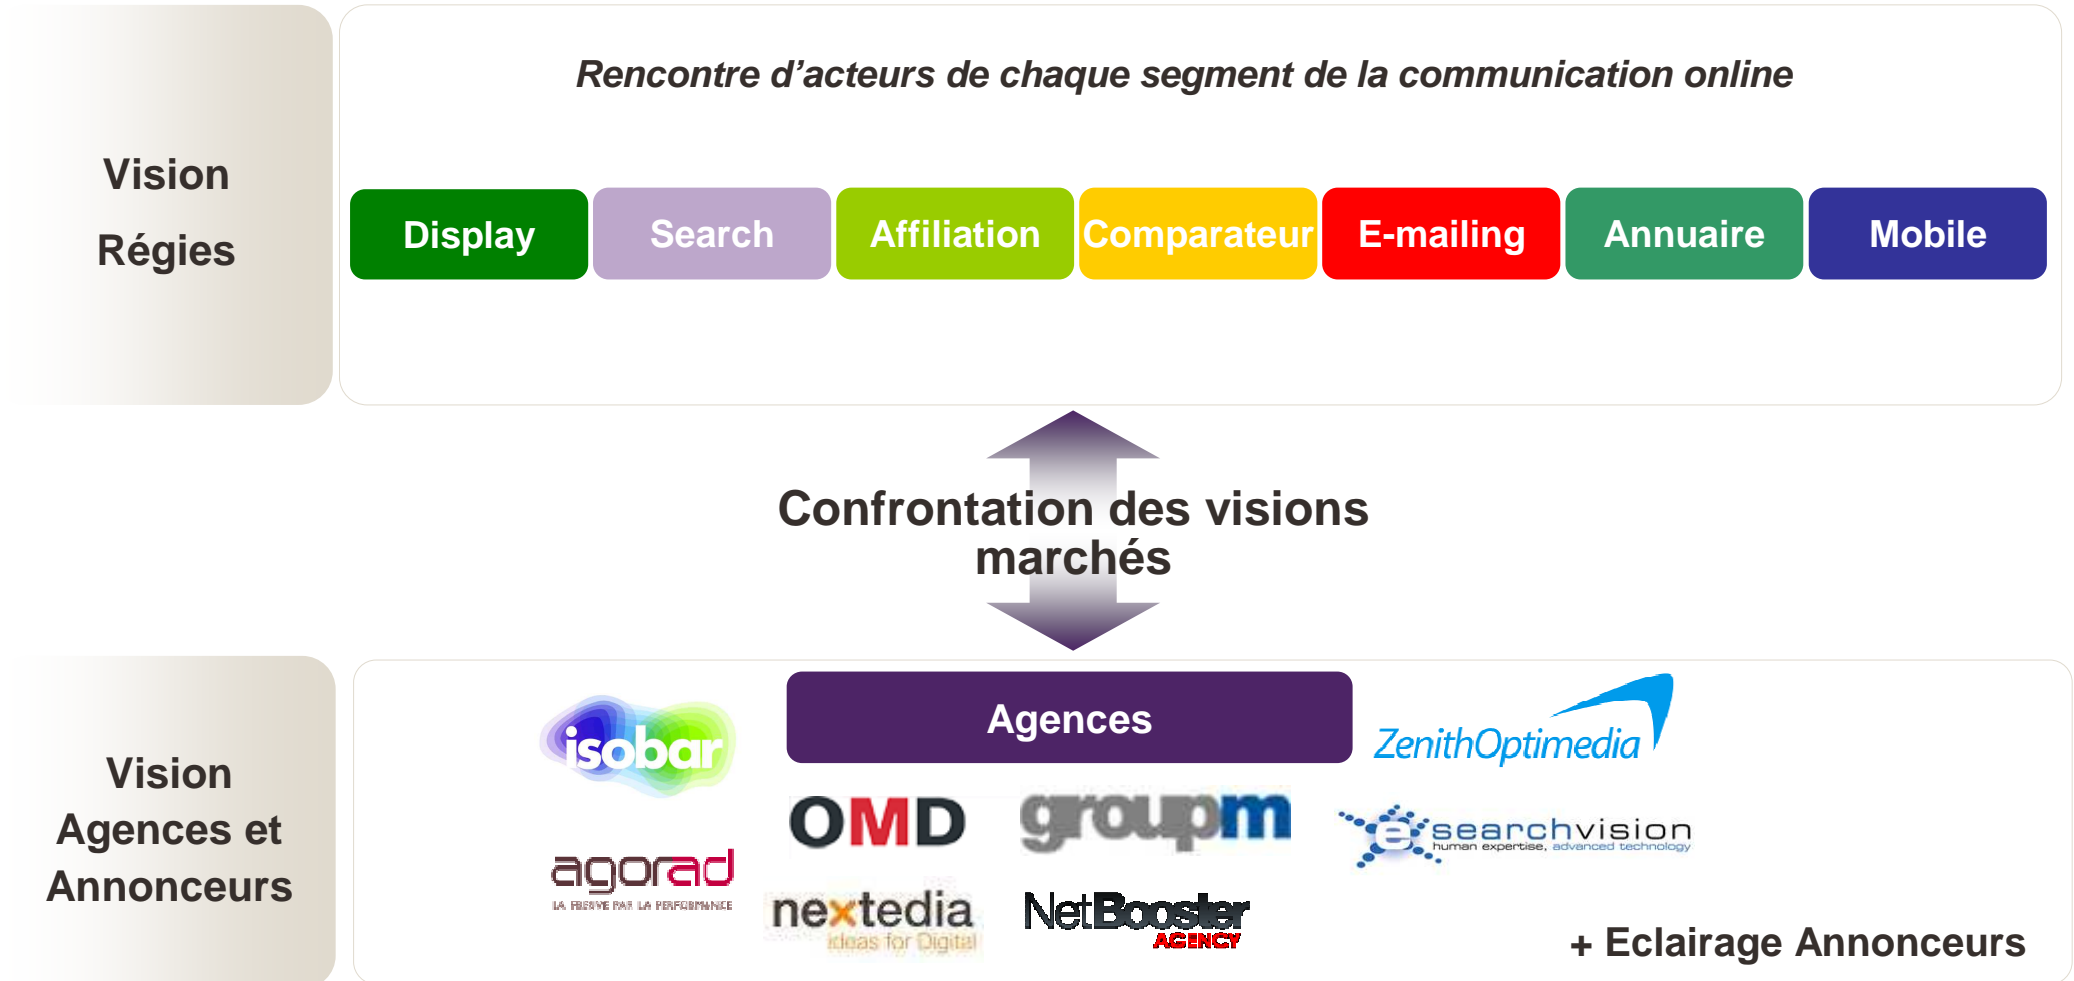 Rencontre d’acteurs de chaque segment de la communication online
Vision
Régies
Display
Search
Affiliation
Comparateur
E-mailing
Annuaire
Mobile
Confrontation des visions
marchés
Vision
Agences et
Annonceurs
Agences
isobar
ZenithOptimedia
OMD
groupm
esearchvision
human expertise, advanced technology
agorad
LA PREUVE PAR LA PERFORMANCE
nextedia
ideas for Digital
NetBooster
AGENCY
+ Eclairage Annonceurs